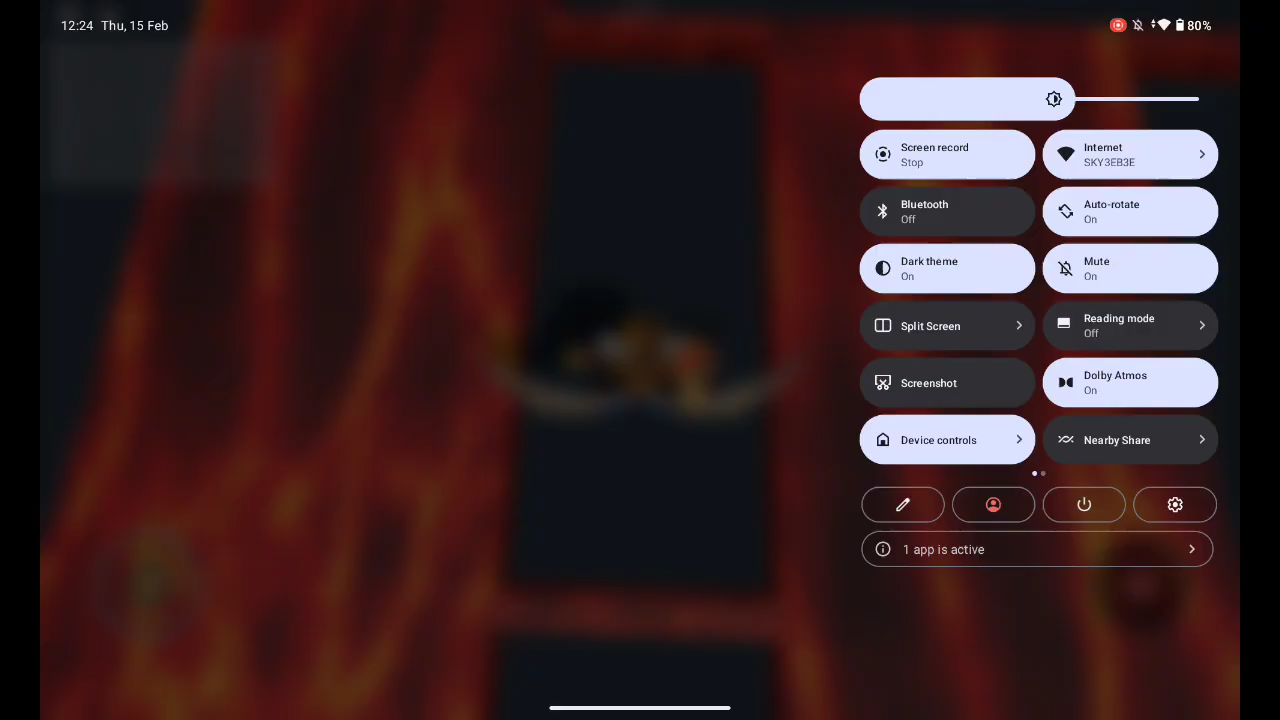 12:24 Thu, 15 Feb
80%
Screen record
Stop
Internet
SKY3EB3E
Bluetooth
Off
Auto-rotate
On
Dark theme
On
Mute
On
Split Screen
Reading mode
Off
Screenshot
Dolby Atmos
On
Device controls
Nearby Share
1 app is active